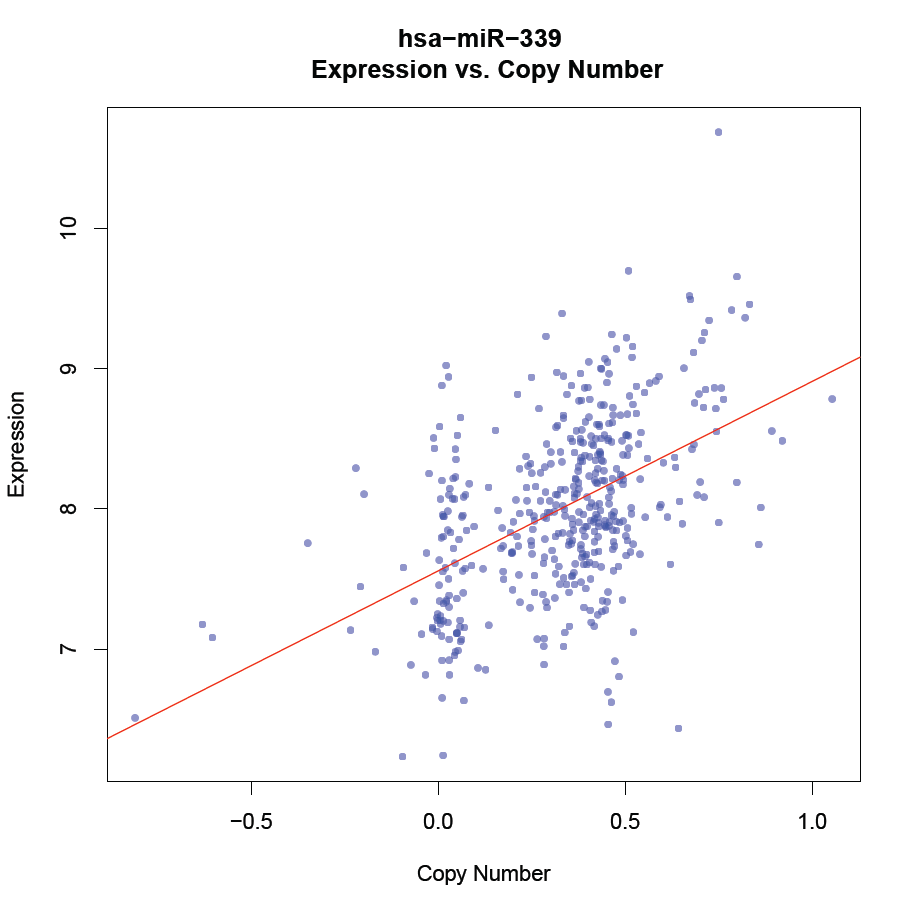 hsa−miR−339
Expression vs. Copy Number
10
9
8
7
Expression
−0.5
0.0
0.5
1.0
Copy Number